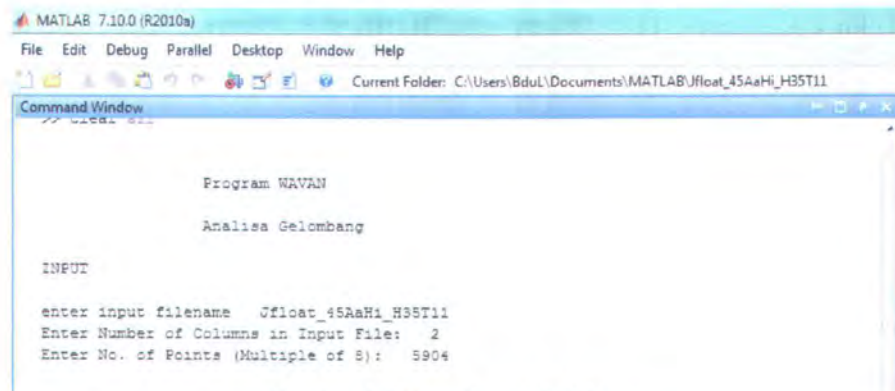 MATLAB 7.10.0 (R2010a)
File Edit Debug Parallel Desktop Window Help
Current Folder: C:\Users\BduL\Documents\MATLAB\Jfloat_45AaHi_H35T11
Command Window
>> clear all
Program WAVAN
Analisa Gelombang
INPUT
enter input filename Jfloat_45AaHi_H35T11
Enter Number of Columns in Input File: 2
Enter No. of Points (Multiple of 8): 5904